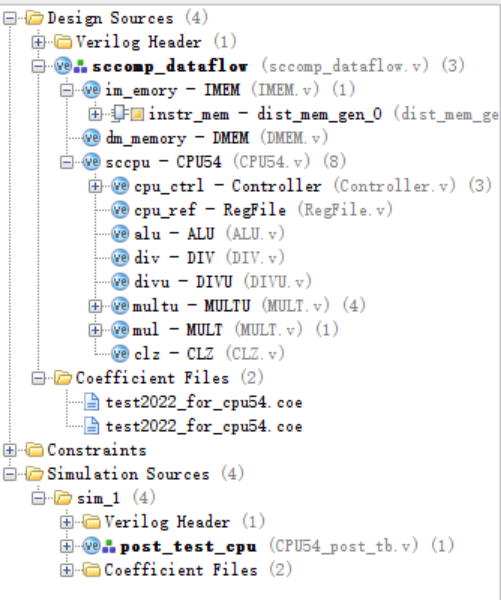 Design Sources (4)
Verilog Header (1)
sccomp_dataflow (sccomp_dataflow.v) (3)
im_emory - IMEM (IMEM.v) (1)
instr_mem - dist_mem_gen_0 (dist_mem_ge
dm_memory - DMEM (DMEM.v)
sccpu - CPU54 (CPU54.v) (8)
cpu_ctrl - Controller (Controller.v) (3)
cpu_ref - RegFile (RegFile.v)
alu - ALU (ALU.v)
div - DIV (DIV.v)
divu - DIVU (DIVU.v)
multu - MULTU (MULT.v) (4)
mul - MULT (MULT.v) (1)
clz - CLZ (CLZ.v)
Coefficient Files (2)
test2022_for_cpu54.coe
test2022_for_cpu54.coe
Constraints
Simulation Sources (4)
sim_1 (4)
Verilog Header (1)
post_test_cpu (CPU54_post_tb.v) (1)
Coefficient Files (2)